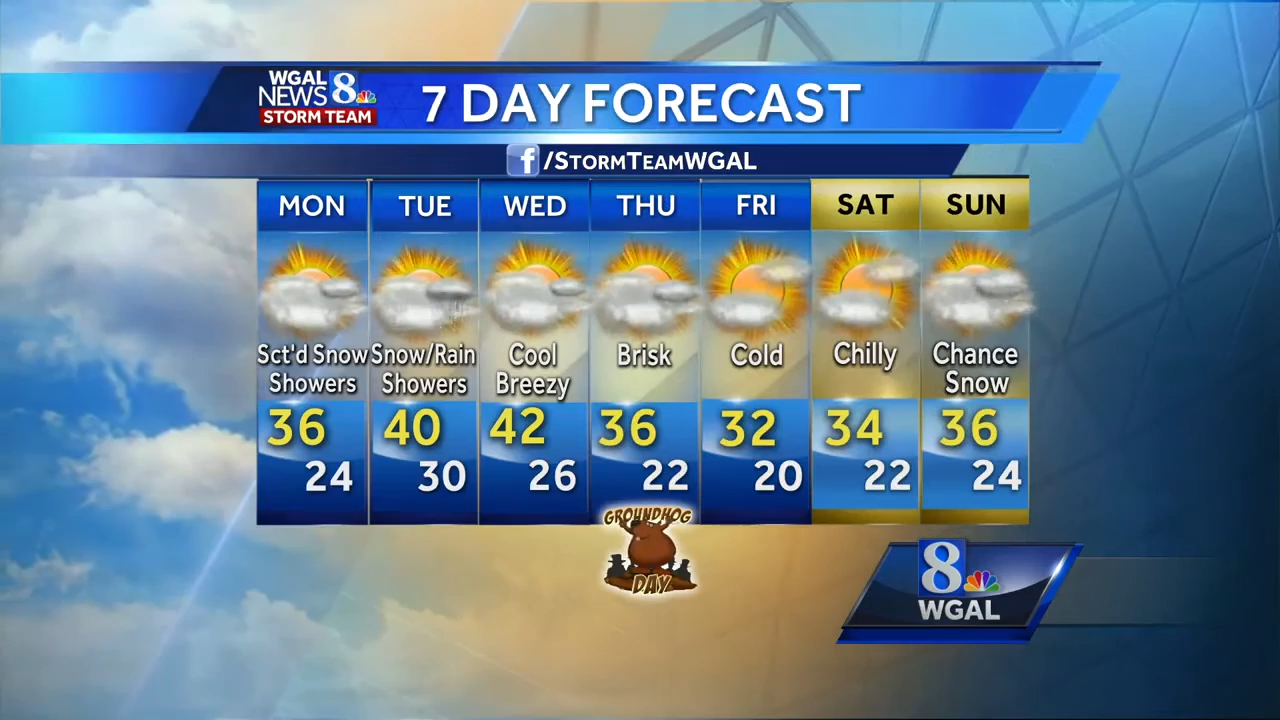 WGAL
NEWS 8
STORM TEAM
7 DAY FORECAST
f /STORMTEAMWGAL
MON TUE WED THU FRI SAT SUN
Sct'd Snow Showers
Snow/Rain Showers
Cool Breezy
Brisk
Cold
Chilly
Chance Snow
36 40 42 36 32 34 36
24 30 26 22 20 22 24
GROUNDHOG
DAY
8
WGAL